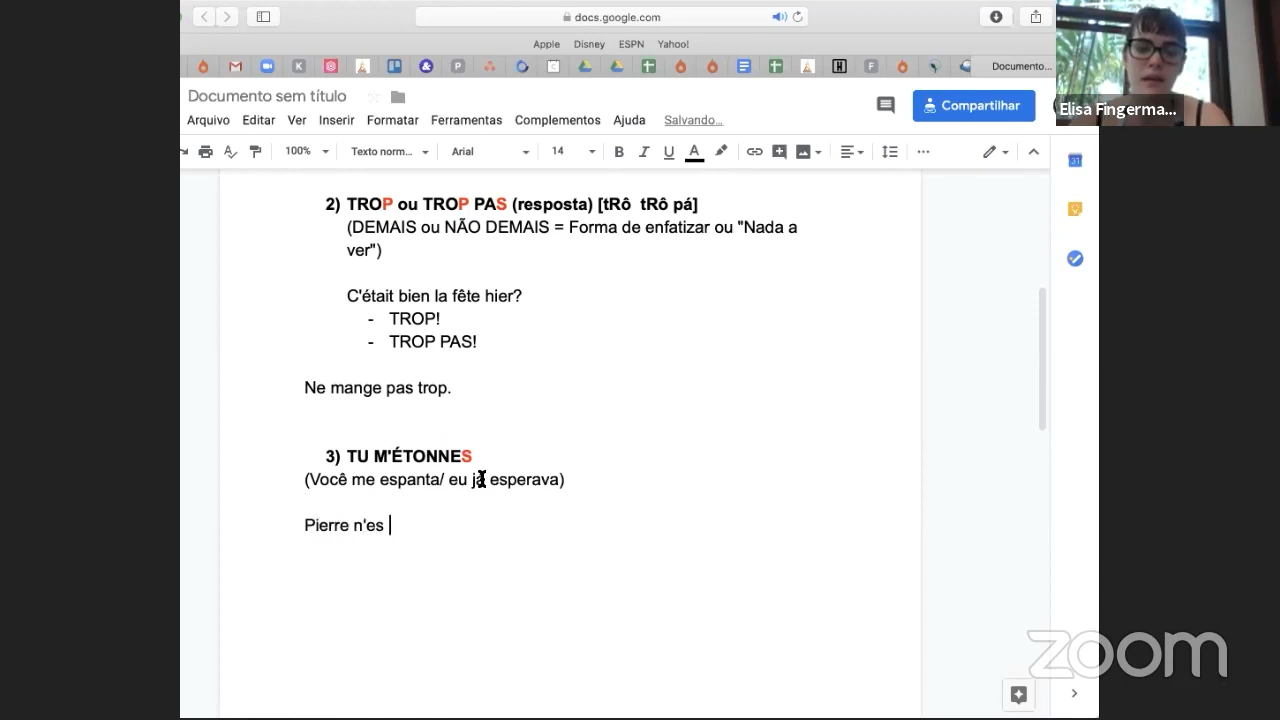 docs.google.com
Apple Disney ESPN Yahoo!
Documento...
Documento sem título
Compartilhar
Elisa Fingerma...
Arquivo Editar Ver Inserir Formatar Ferramentas Complementos Ajuda Salvando...
100% Texto norm... Arial 14 B I U A
2) TROP ou TROP PAS (resposta) [tRô tRô pá]
(DEMAIS ou NÃO DEMAIS = Forma de enfatizar ou "Nada a
ver")
C'était bien la fête hier?
- TROP!
- TROP PAS!
Ne mange pas trop.
3) TU M'ÉTONNES
(Você me espanta/ eu já esperava)
Pierre n'es
zoom